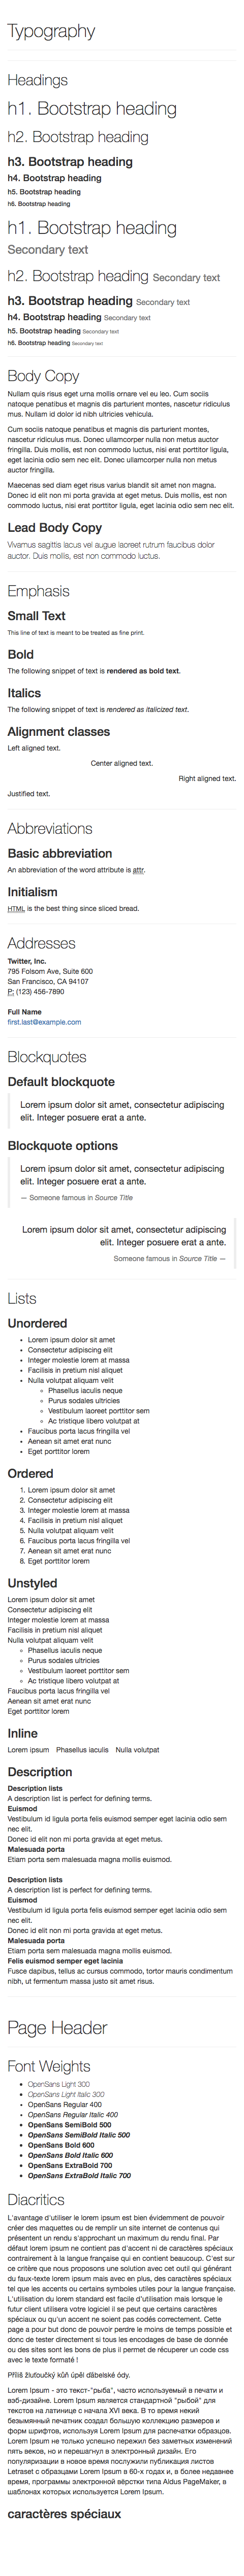 Typography
Headings
h1. Bootstrap heading
h2. Bootstrap heading
h3. Bootstrap heading
h4. Bootstrap heading
h5. Bootstrap heading
h6. Bootstrap heading
h1. Bootstrap heading
Secondary text
h2. Bootstrap heading Secondary text
h3. Bootstrap heading Secondary text
h4. Bootstrap heading Secondary text
h5. Bootstrap heading Secondary text
h6. Bootstrap heading Secondary text
Body Copy
Nullam quis risus eget urna mollis ornare vel eu leo. Cum sociis
natoque penatibus et magnis dis parturient montes, nascetur ridiculus
mus. Nullam id dolor id nibh ultricies vehicula.
Cum sociis natoque penatibus et magnis dis parturient montes,
nascetur ridiculus mus. Donec ullamcorper nulla non metus auctor
fringilla. Duis mollis, est non commodo luctus, nisi erat porttitor ligula,
eget lacinia odio sem nec elit. Donec ullamcorper nulla non metus
auctor fringilla.
Maecenas sed diam eget risus varius blandit sit amet non magna.
Donec id elit non mi porta gravida at eget metus. Duis mollis, est non
commodo luctus, nisi erat porttitor ligula, eget lacinia odio sem nec elit.
Lead Body Copy
Vivamus sagittis lacus vel augue laoreet rutrum faucibus dolor
auctor. Duis mollis, est non commodo luctus.
Emphasis
Small Text
This line of text is meant to be treated as fine print.
Bold
The following snippet of text is rendered as bold text.
Italics
The following snippet of text is rendered as italicized text.
Alignment classes
Left aligned text.
Center aligned text.
Right aligned text.
Justified text.
Abbreviations
Basic abbreviation
An abbreviation of the word attribute is attr.
Initialism
HTML is the best thing since sliced bread.
Addresses
Twitter, Inc.
795 Folsom Ave, Suite 600
San Francisco, CA 94107
P: (123) 456-7890
Full Name
first.last@example.com
Blockquotes
Default blockquote
Lorem ipsum dolor sit amet, consectetur adipiscing
elit. Integer posuere erat a ante.
Blockquote options
Lorem ipsum dolor sit amet, consectetur adipiscing
elit. Integer posuere erat a ante.
— Someone famous in Source Title
Lorem ipsum dolor sit amet, consectetur adipiscing
elit. Integer posuere erat a ante.
Someone famous in Source Title —
Lists
Unordered
• Lorem ipsum dolor sit amet
• Consectetur adipiscing elit
• Integer molestie lorem at massa
• Facilisis in pretium nisl aliquet
• Nulla volutpat aliquam velit
◦ Phasellus iaculis neque
◦ Purus sodales ultricies
◦ Vestibulum laoreet porttitor sem
◦ Ac tristique libero volutpat at
• Faucibus porta lacus fringilla vel
• Aenean sit amet erat nunc
• Eget porttitor lorem
Ordered
1. Lorem ipsum dolor sit amet
2. Consectetur adipiscing elit
3. Integer molestie lorem at massa
4. Facilisis in pretium nisl aliquet
5. Nulla volutpat aliquam velit
6. Faucibus porta lacus fringilla vel
7. Aenean sit amet erat nunc
8. Eget porttitor lorem
Unstyled
Lorem ipsum dolor sit amet
Consectetur adipiscing elit
Integer molestie lorem at massa
Facilisis in pretium nisl aliquet
Nulla volutpat aliquam velit
◦ Phasellus iaculis neque
◦ Purus sodales ultricies
◦ Vestibulum laoreet porttitor sem
◦ Ac tristique libero volutpat at
Faucibus porta lacus fringilla vel
Aenean sit amet erat nunc
Eget porttitor lorem
Inline
Lorem ipsum Phasellus iaculis Nulla volutpat
Description
Description lists
A description list is perfect for defining terms.
Euismod
Vestibulum id ligula porta felis euismod semper eget lacinia odio sem
nec elit.
Donec id elit non mi porta gravida at eget metus.
Malesuada porta
Etiam porta sem malesuada magna mollis euismod.
Description lists
A description list is perfect for defining terms.
Euismod
Vestibulum id ligula porta felis euismod semper eget lacinia odio sem
nec elit.
Donec id elit non mi porta gravida at eget metus.
Malesuada porta
Etiam porta sem malesuada magna mollis euismod.
Felis euismod semper eget lacinia
Fusce dapibus, tellus ac cursus commodo, tortor mauris condimentum
nibh, ut fermentum massa justo sit amet risus.
Page Header
Font Weights
• OpenSans Light 300
• OpenSans Light Italic 300
• OpenSans Regular 400
• OpenSans Regular Italic 400
• OpenSans SemiBold 500
• OpenSans SemiBold Italic 500
• OpenSans Bold 600
• OpenSans Bold Italic 600
• OpenSans ExtraBold 700
• OpenSans ExtraBold Italic 700
Diacritics
L'avantage d'utiliser le lorem ipsum est bien évidemment de pouvoir
créer des maquettes ou de remplir un site internet de contenus qui
présentent un rendu s'approchant un maximum du rendu final. Par
défaut lorem ipsum ne contient pas d'accent ni de caractères spéciaux
contrairement à la langue française qui en contient beaucoup. C'est sur
ce critère que nous proposons une solution avec cet outil qui générant
du faux-texte lorem ipsum mais avec en plus, des caractères spéciaux
tel que les accents ou certains symboles utiles pour la langue française.
L'utilisation du lorem standard est facile d'utilisation mais lorsque le
futur client utilisera votre logiciel il se peut que certains caractères
spéciaux ou qu'un accent ne soient pas codés correctement. Cette
page a pour but donc de pouvoir perdre le moins de temps possible et
donc de tester directement si tous les encodages de base de donnée
ou des sites sont les bons de plus il permet de récuperer un code css
avec le texte formaté !
Příliš žluťoučký kůň úpěl ďábelské ódy.
Lorem Ipsum - это текст-"рыба", часто используемый в печати и
вэб-дизайне. Lorem Ipsum является стандартной "рыбой" для
текстов на латинице с начала XVI века. В то время некий
безымянный печатник создал большую коллекцию размеров и
форм шрифтов, используя Lorem Ipsum для распечатки образцов.
Lorem Ipsum не только успешно пережил без заметных изменений
пять веков, но и перешагнул в электронный дизайн. Его
популяризации в новое время послужили публикация листов
Letraset с образцами Lorem Ipsum в 60-х годах и, в более недавнее
время, программы электронной вёрстки типа Aldus PageMaker, в
шаблонах которых используется Lorem Ipsum.
caractères spéciaux